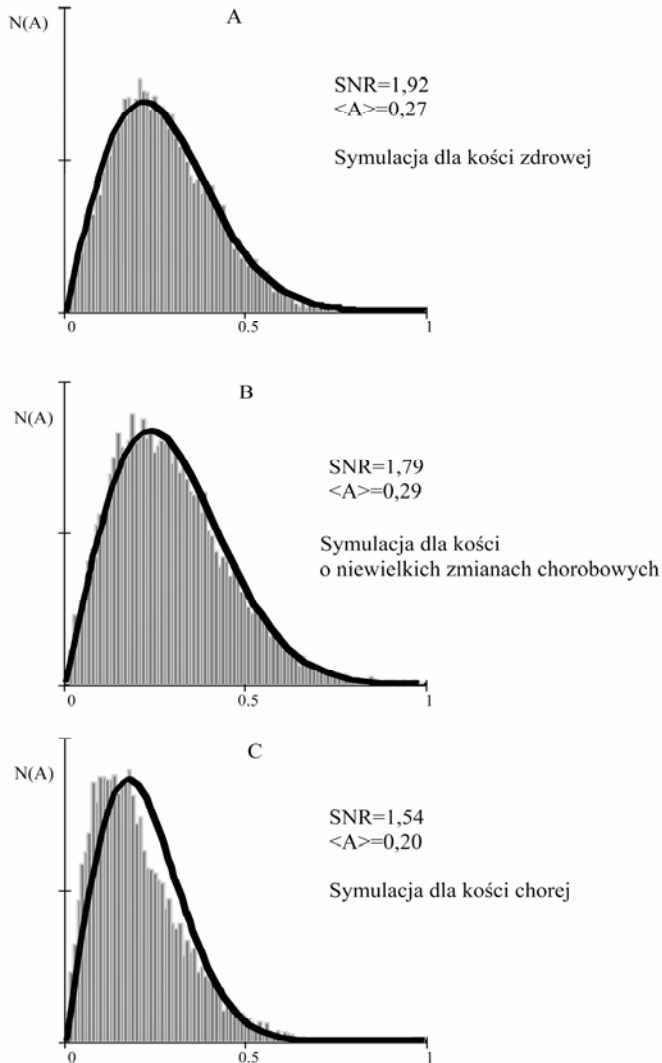 A
N(A)
SNR=1,92
<A>=0,27
Symulacja dla kości zdrowej
0
0.5
1
B
N(A)
SNR=1,79
<A>=0,29
Symulacja dla kości
o niewielkich zmianach chorobowych
0
0.5
1
C
N(A)
SNR=1,54
<A>=0,20
Symulacja dla kości chorej
0
0.5
1